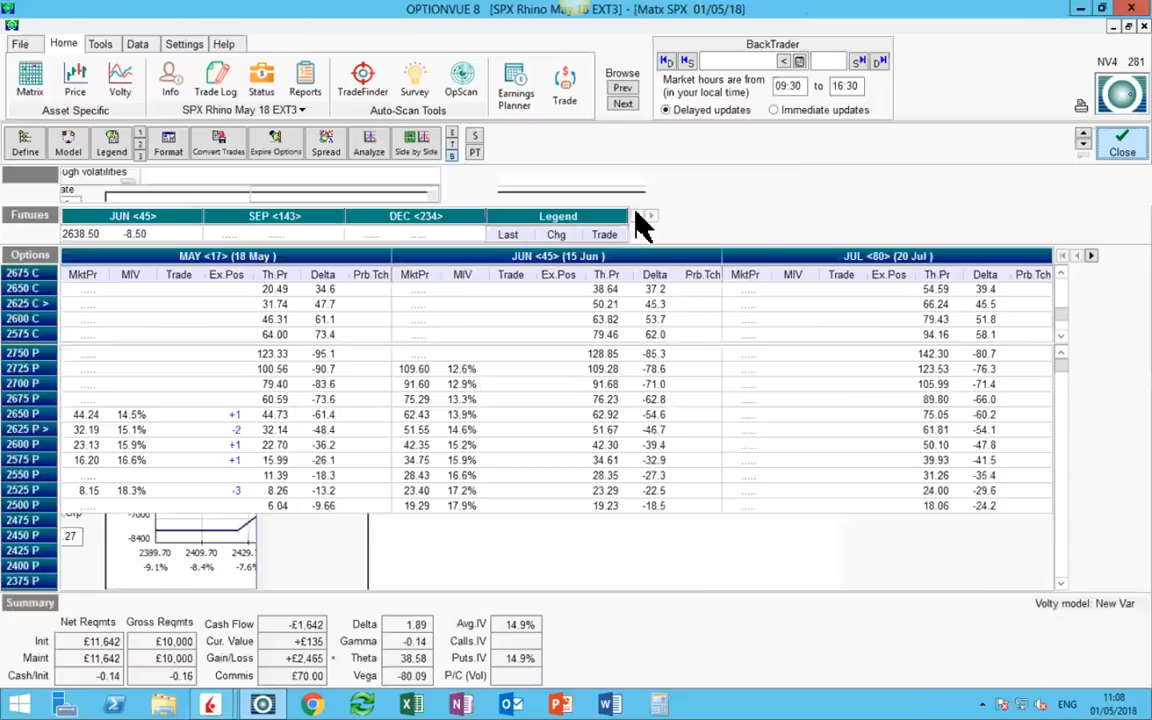 OPTIONVUE 8 [SPX Rhino May 18 EXT3] - [Matx SPX 01/05/18]
File Home Tools Data Settings Help
BackTrader
Market hours are from (in your local time) 09:30 to 16:30
Delayed updates Immediate updates
NV4 281
Matrix Price Volty Info Trade Log Status Reports TradeFinder Survey OpScan Earnings Planner Trade
Browse
Prev
Next
Asset Specific SPX Rhino May 18 EXT3 Auto-Scan Tools
Define Model Legend 1 2 3 Format Convert Trades Expire Options Spread Analyze Side by Side E T B S PT Close
ugh volatilities
ate
Futures JUN <45> SEP <143> DEC <234> Legend
2638.50 -8.50 ..... ..... ..... ..... Last Chg Trade
Options MAY <17> (18 May ) JUN <45> (15 Jun ) JUL <80> (20 Jul )
2675 C MktPr MIV Trade Ex.Pos Th.Pr Delta Prb.Tch MktPr MIV Trade Ex.Pos Th.Pr Delta Prb.Tch MktPr MIV Trade Ex.Pos Th.Pr Delta Prb.Tch
2650 C ..... 20.49 34.6 ..... 38.64 37.2 ..... 54.59 39.4
2625 C > ..... 31.74 47.7 ..... 50.21 45.3 ..... 66.24 45.5
2600 C ..... 46.31 61.1 ..... 63.82 53.7 ..... 79.43 51.8
2575 C ..... 64.00 73.4 ..... 79.46 62.0 ..... 94.16 58.1
2750 P ..... 123.33 -95.1 ..... 128.85 -85.3 ..... 142.30 -80.7
2725 P ..... 100.56 -90.7 109.60 12.6% 109.28 -78.6 ..... 123.53 -76.3
2700 P ..... 79.40 -83.6 91.60 12.9% 91.68 -71.0 ..... 105.99 -71.4
2675 P ..... 60.59 -73.6 75.29 13.3% 76.23 -62.8 ..... 89.80 -66.0
2650 P 44.24 14.5% +1 44.73 -61.4 62.43 13.9% 62.92 -54.6 ..... 75.05 -60.2
2625 P > 32.19 15.1% -2 32.14 -48.4 51.55 14.6% 51.67 -46.7 ..... 61.81 -54.1
2600 P 23.13 15.9% +1 22.70 -36.2 42.35 15.2% 42.30 -39.4 ..... 50.10 -47.8
2575 P 16.20 16.6% +1 15.99 -26.1 34.75 15.9% 34.61 -32.9 ..... 39.93 -41.5
2550 P ..... 11.39 -18.3 28.43 16.6% 28.35 -27.3 ..... 31.26 -35.4
2525 P 8.15 18.3% -3 8.26 -13.2 23.40 17.2% 23.29 -22.5 ..... 24.00 -29.6
2500 P 6.04 -9.66 19.29 17.9% 19.23 -18.5 ..... 18.06 -24.2
2475 P
2450 P .27 -8400
2425 P 2389.70 2409.70 2429.
2400 P -9.1% -8.4% -7.6
2375 P
Summary Volty model: New Var
Net Reqmts Gross Reqmts Cash Flow -£1,642 Delta 1.89 Avg.IV 14.9%
Init £11,642 £10,000 Cur. Value +£135 Gamma -0.14 Calls.IV
Maint £11,642 £10,000 Gain/Loss +£2,465 * Theta 38.58 Puts.IV 14.9%
Cash/Init -0.14 -0.16 Commis £70.00 Vega -80.09 P/C (Vol)
ENG 11:08
01/05/2018